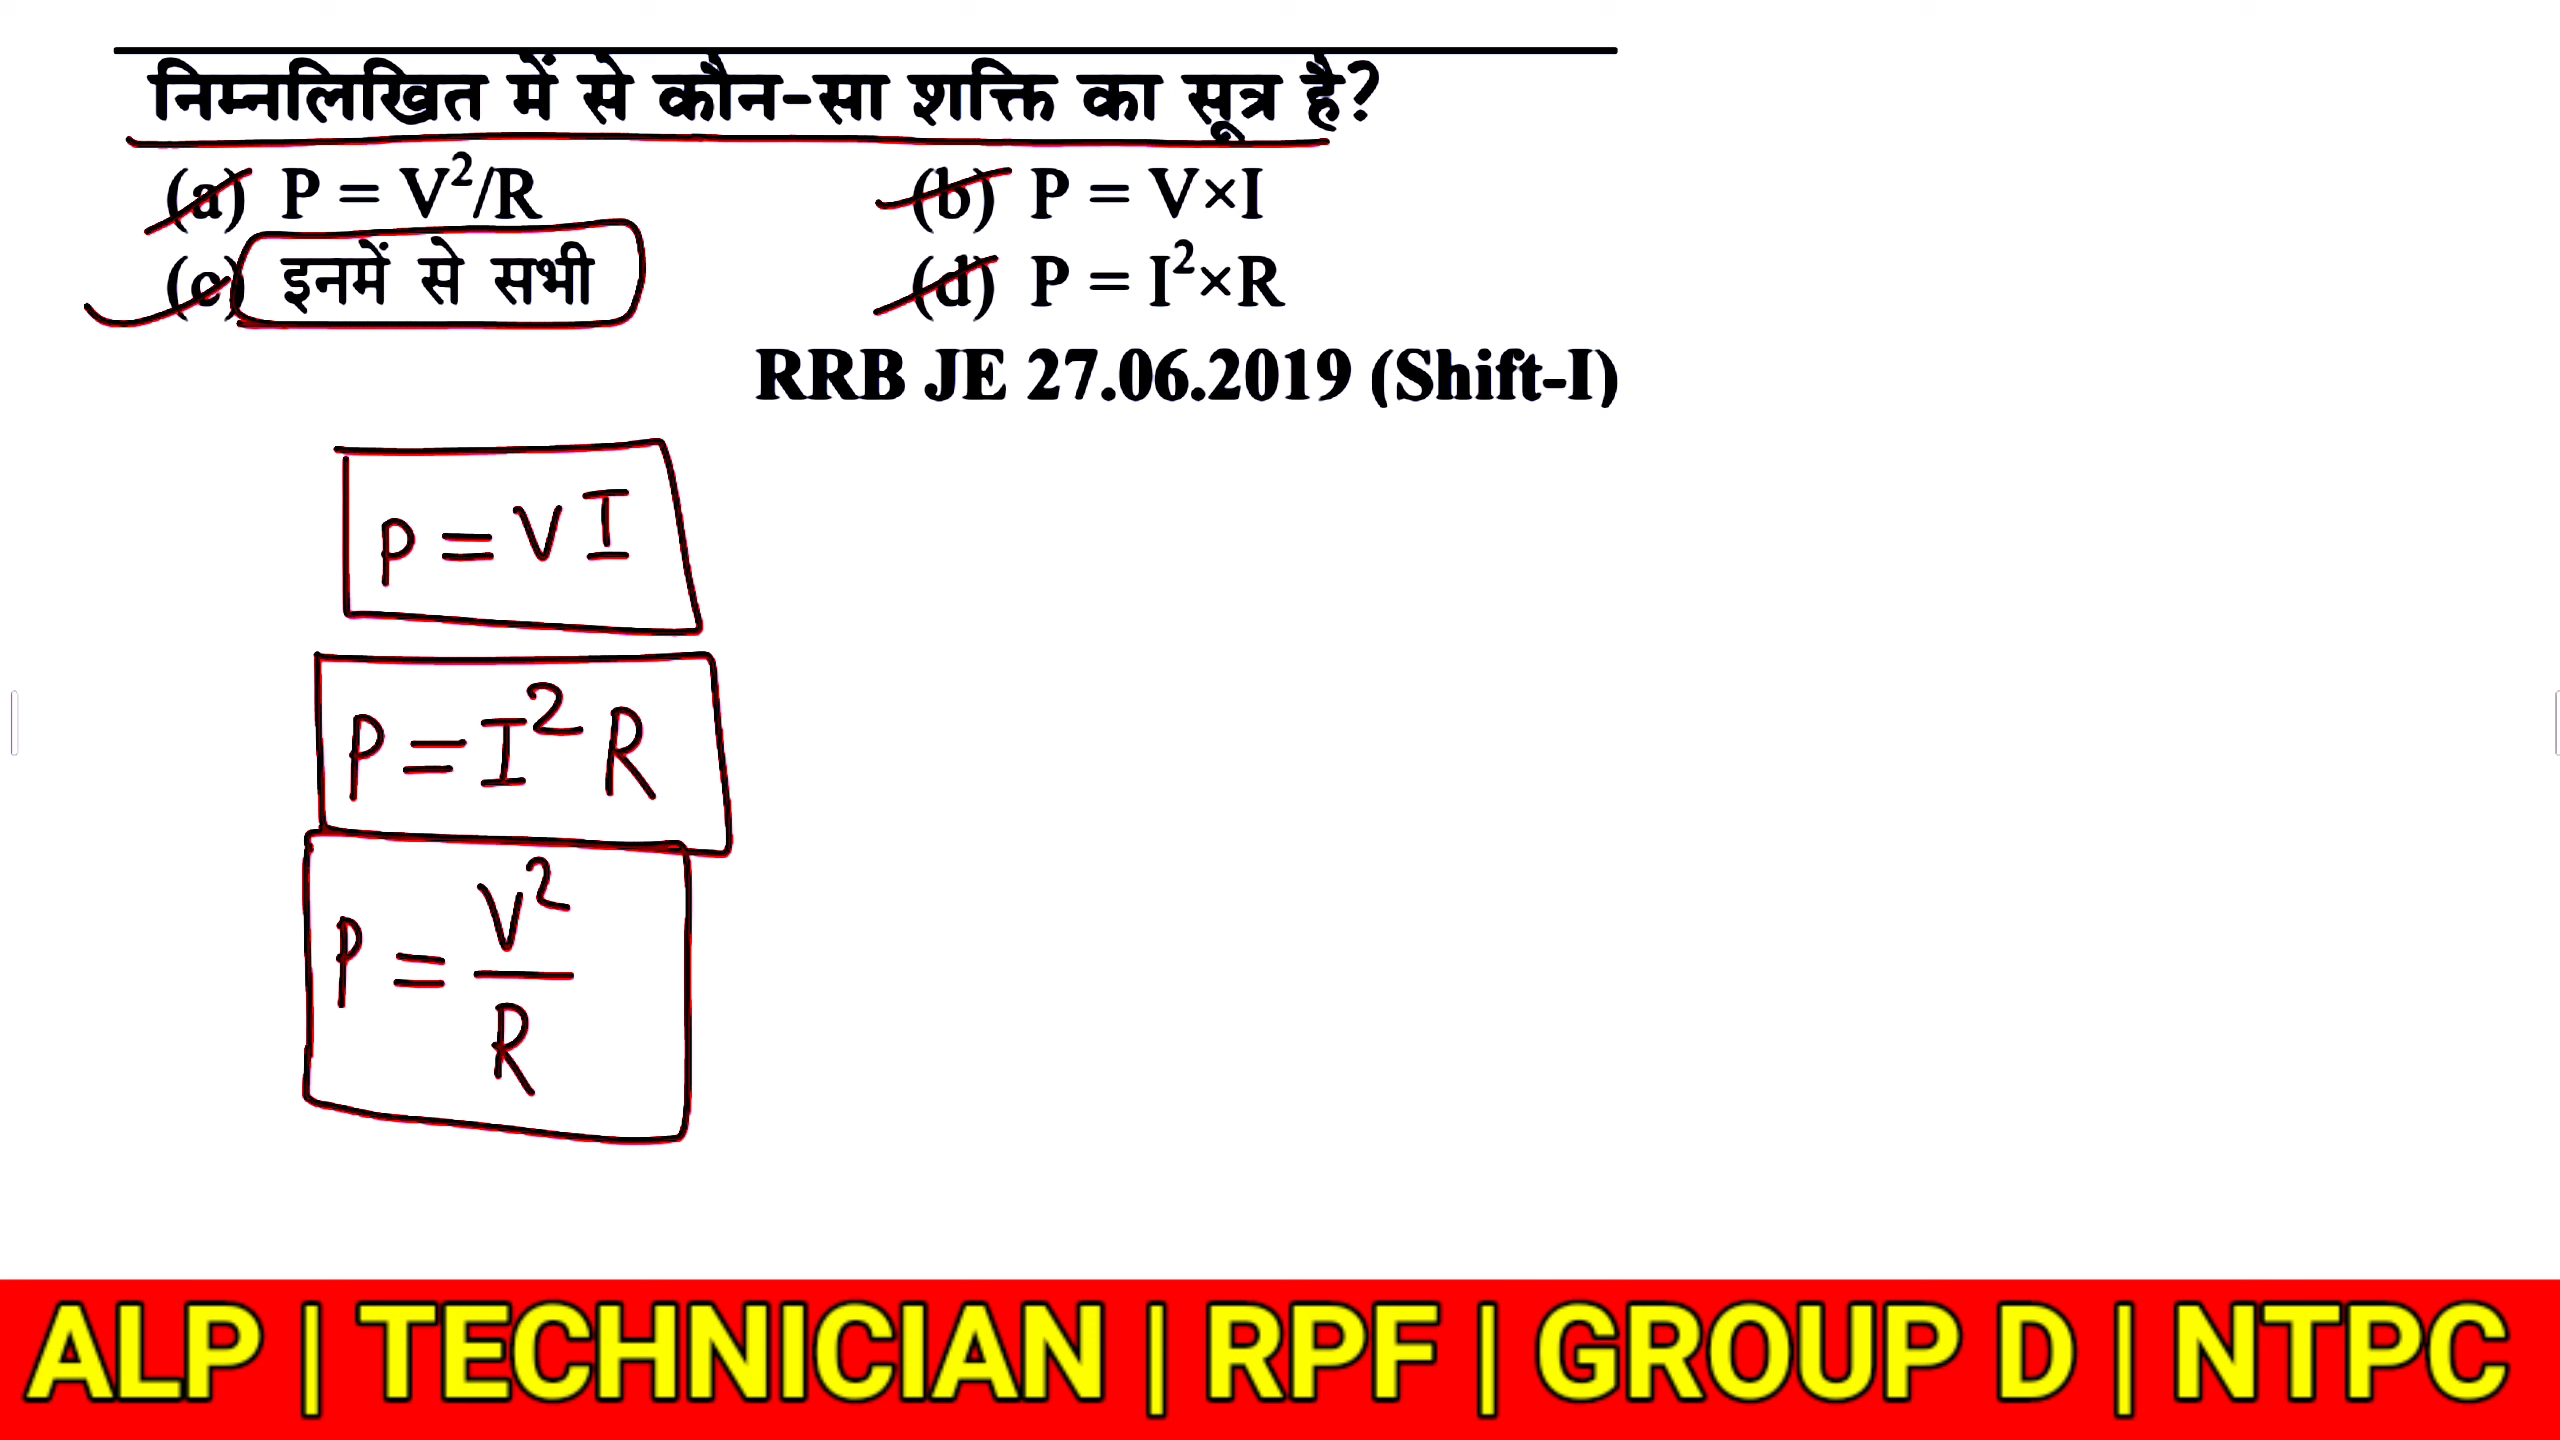 निम्नलिखित में से कौन-सा शक्ति का सूत्र है?
(a) P = V²/R (b) P = V×I
(c) इनमें से सभी (d) P = I²×R
RRB JE 27.06.2019 (Shift-I)
P = VI
P = I² R
P = V²/R
ALP | TECHNICIAN | RPF | GROUP D | NTPC